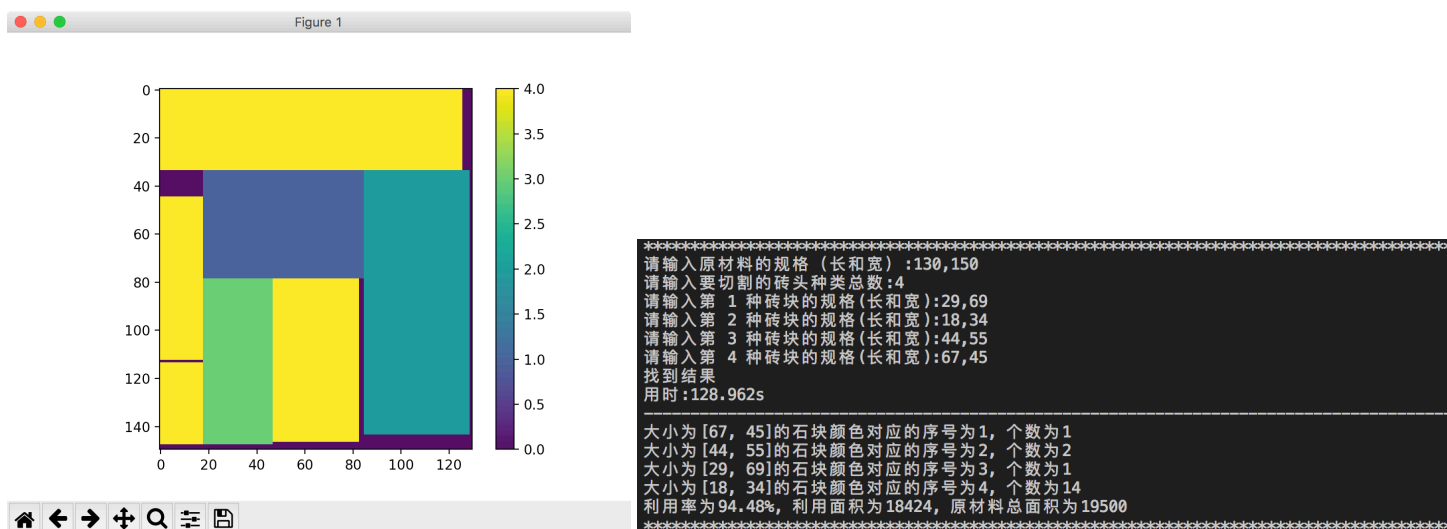 Figure 1
0
20
40
60
80
100
120
140
0 20 40 60 80 100 120
4.0
3.5
3.0
2.5
2.0
1.5
1.0
0.5
0.0
********************************************************************************
请输入原材料的规格 (长和宽) :130,150
请输入要切割的砖头种类总数:4
请输入第 1 种砖块的规格(长和宽):29,69
请输入第 2 种砖块的规格(长和宽):18,34
请输入第 3 种砖块的规格(长和宽):44,55
请输入第 4 种砖块的规格(长和宽):67,45
找到结果
用时:128.962s
--------------------------------------------------------------------------------
大小为[67, 45]的石块颜色对应的序号为1, 个数为1
大小为[44, 55]的石块颜色对应的序号为2, 个数为2
大小为[29, 69]的石块颜色对应的序号为3, 个数为1
大小为[18, 34]的石块颜色对应的序号为4, 个数为14
利用率为94.48%, 利用面积为18424, 原材料总面积为19500
********************************************************************************